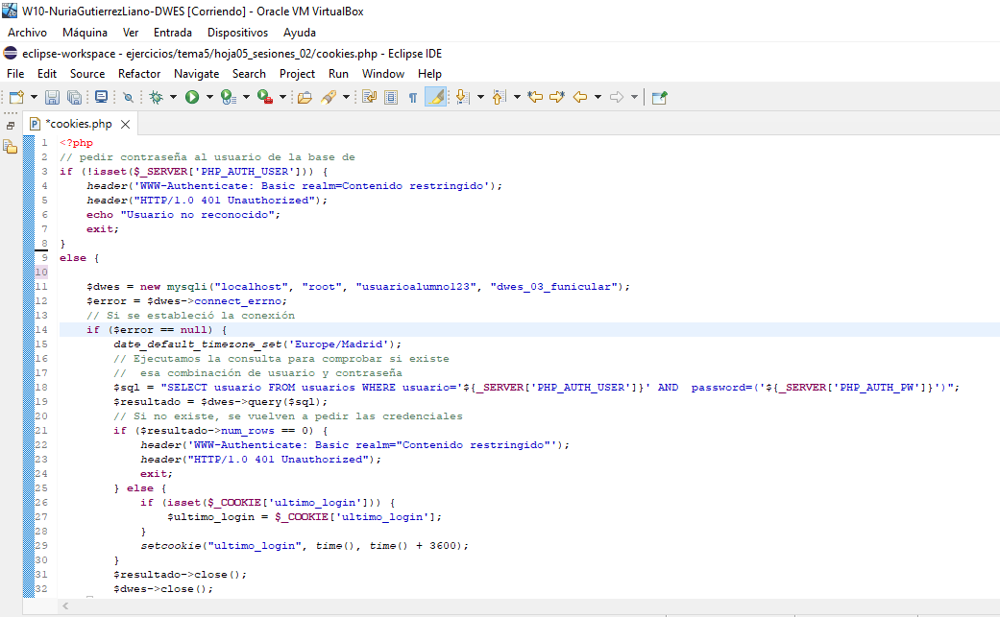 W10-NuriaGutierrezLiano-DWES [Corriendo] - Oracle VM VirtualBox
Archivo Máquina Ver Entrada Dispositivos Ayuda
eclipse-workspace - ejercicios/tema5/hoja05_sesiones_02/cookies.php - Eclipse IDE
File Edit Source Refactor Navigate Search Project Run Window Help
*cookies.php
1 <?php
2 // pedir contraseña al usuario de la base de
3 if (!isset($_SERVER['PHP_AUTH_USER'])) {
4     header('WWW-Authenticate: Basic realm=Contenido restringido');
5     header("HTTP/1.0 401 Unauthorized");
6     echo "Usuario no reconocido";
7     exit;
8 }
9 else {
10
11     $dwes = new mysqli("localhost", "root", "usuarioalumno123", "dwes_03_funicular");
12     $error = $dwes->connect_errno;
13     // Si se estableció la conexión
14     if ($error == null) {
15         date_default_timezone_set('Europe/Madrid');
16         // Ejecutamos la consulta para comprobar si existe
17         //  esa combinación de usuario y contraseña
18         $sql = "SELECT usuario FROM usuarios WHERE usuario='${_SERVER['PHP_AUTH_USER']}' AND  password=('${_SERVER['PHP_AUTH_PW']}')";
19         $resultado = $dwes->query($sql);
20         // Si no existe, se vuelven a pedir las credenciales
21         if ($resultado->num_rows == 0) {
22             header('WWW-Authenticate: Basic realm="Contenido restringido"');
23             header("HTTP/1.0 401 Unauthorized");
24             exit;
25         } else {
26             if (isset($_COOKIE['ultimo_login'])) {
27                 $ultimo_login = $_COOKIE['ultimo_login'];
28             }
29             setcookie("ultimo_login", time(), time() + 3600);
30         }
31         $resultado->close();
32         $dwes->close();